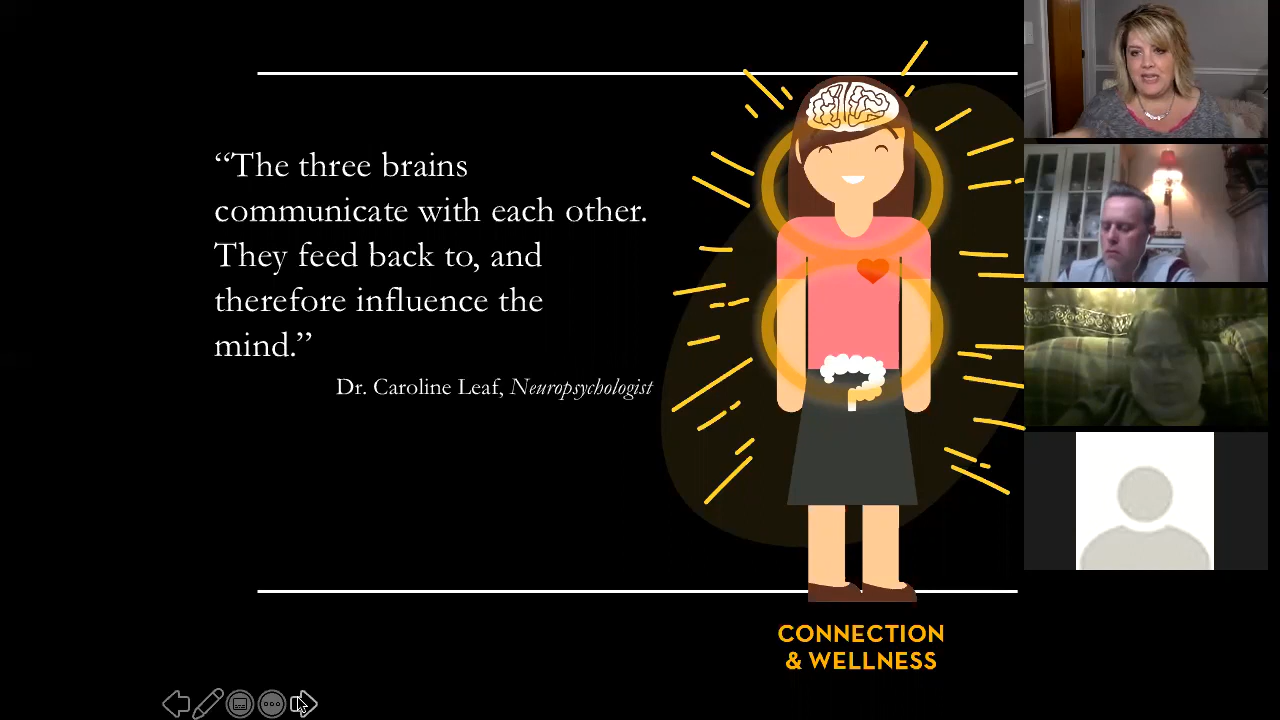 “The three brains
communicate with each other.
They feed back to, and
therefore influence the
mind.”
Dr. Caroline Leaf, Neuropsychologist
CONNECTION
& WELLNESS